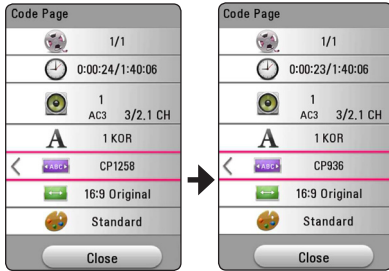 Code Page
1/1
0:00:24/1:40:06
1
AC3 3/2.1 CH
A 1 KOR
ABC CP1258
16:9 Original
Standard
Close
Code Page
1/1
0:00:23/1:40:06
1
AC3 3/2.1 CH
A 1 KOR
ABC CP936
16:9 Original
Standard
Close